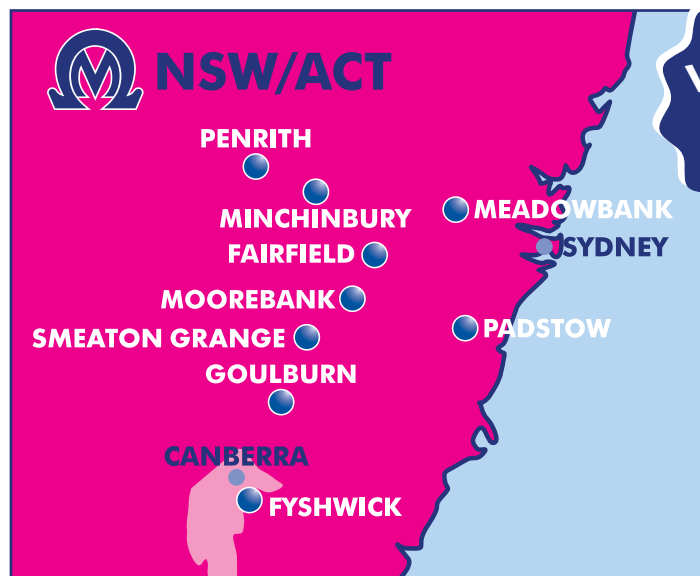 NSW/ACT
PENRITH
MINCHINBURY
MEADOWBANK
FAIRFIELD
SYDNEY
MOOREBANK
SMEATON GRANGE
PADSTOW
GOULBURN
CANBERRA
FYSHWICK